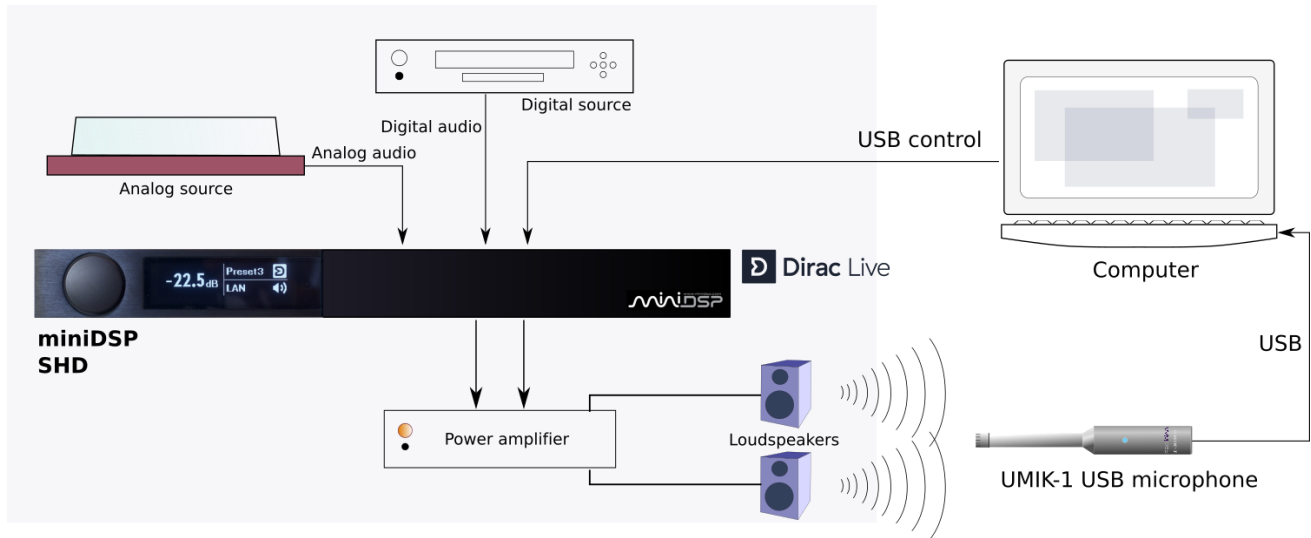 Digital source
Digital audio
Analog audio
Analog source
USB control
Computer
-22.5dB
Preset3
LAN
miniDSP
Dirac Live
miniDSP
SHD
USB
Power amplifier
Loudspeakers
UMIK-1 USB microphone